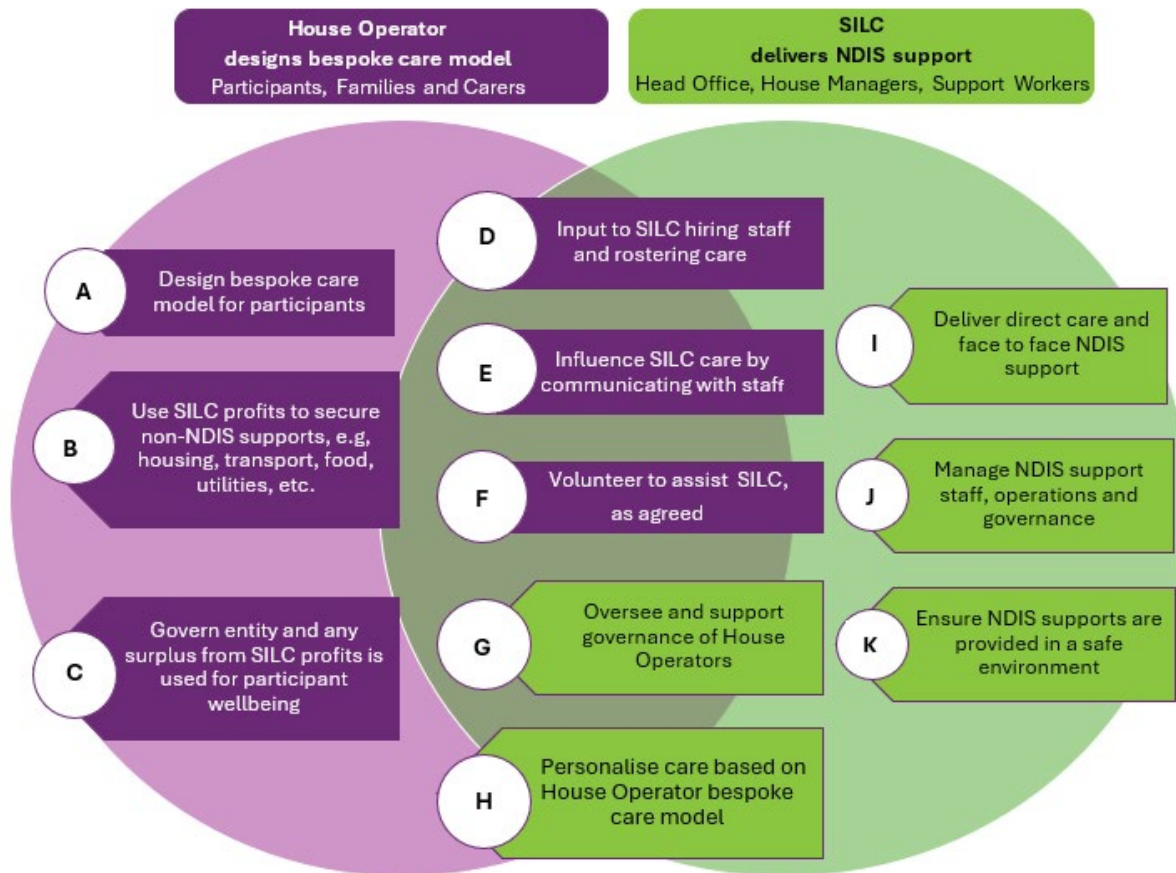 House Operator
designs bespoke care model
Participants, Families and Carers
SILC
delivers NDIS support
Head Office, House Managers, Support Workers
A
Design bespoke care
model for participants
B
Use SILC profits to secure
non-NDIS supports, e.g,
housing, transport, food,
utilities, etc.
C
Govern entity and any
surplus from SILC profits is
used for participant
wellbeing
D
Input to SILC hiring staff
and rostering care
E
Influence SILC care by
communicating with staff
F
Volunteer to assist SILC,
as agreed
G
Oversee and support
governance of House
Operators
H
Personalise care based on
House Operator bespoke
care model
I
Deliver direct care and
face to face NDIS
support
J
Manage NDIS support
staff, operations and
governance
K
Ensure NDIS supports are
provided in a safe
environment